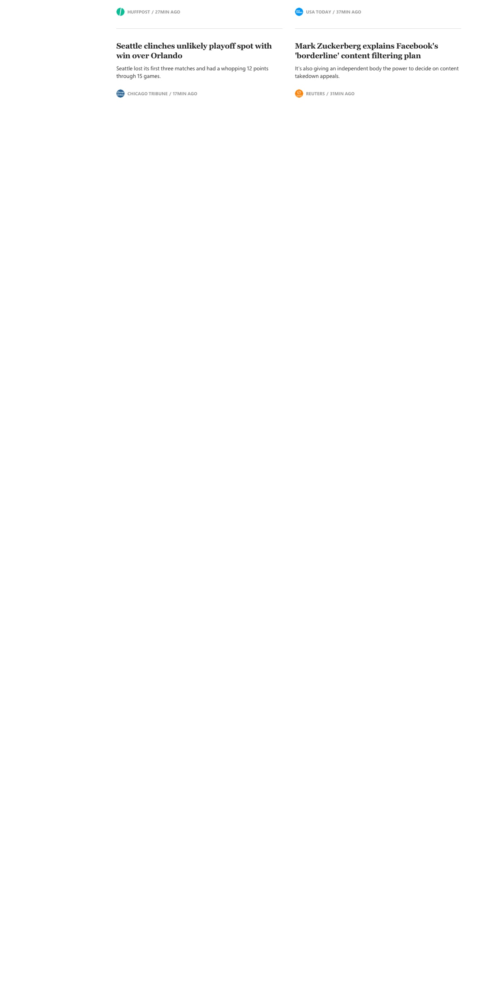 HUFFPOST / 27MIN AGO
USA TODAY / 37MIN AGO
Seattle clinches unlikely playoff spot with
win over Orlando
Seattle lost its first three matches and had a whopping 12 points
through 15 games.
Chicago
Tribune
CHICAGO TRIBUNE / 17MIN AGO
Mark Zuckerberg explains Facebook's
'borderline' content filtering plan
It's also giving an independent body the power to decide on content
takedown appeals.
REUTERS / 31MIN AGO